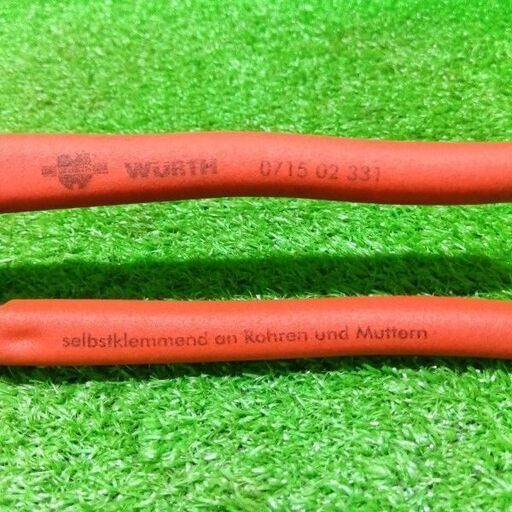 WÜRTH 0715 02 331
selbstklemmend an Rohren und Muttern